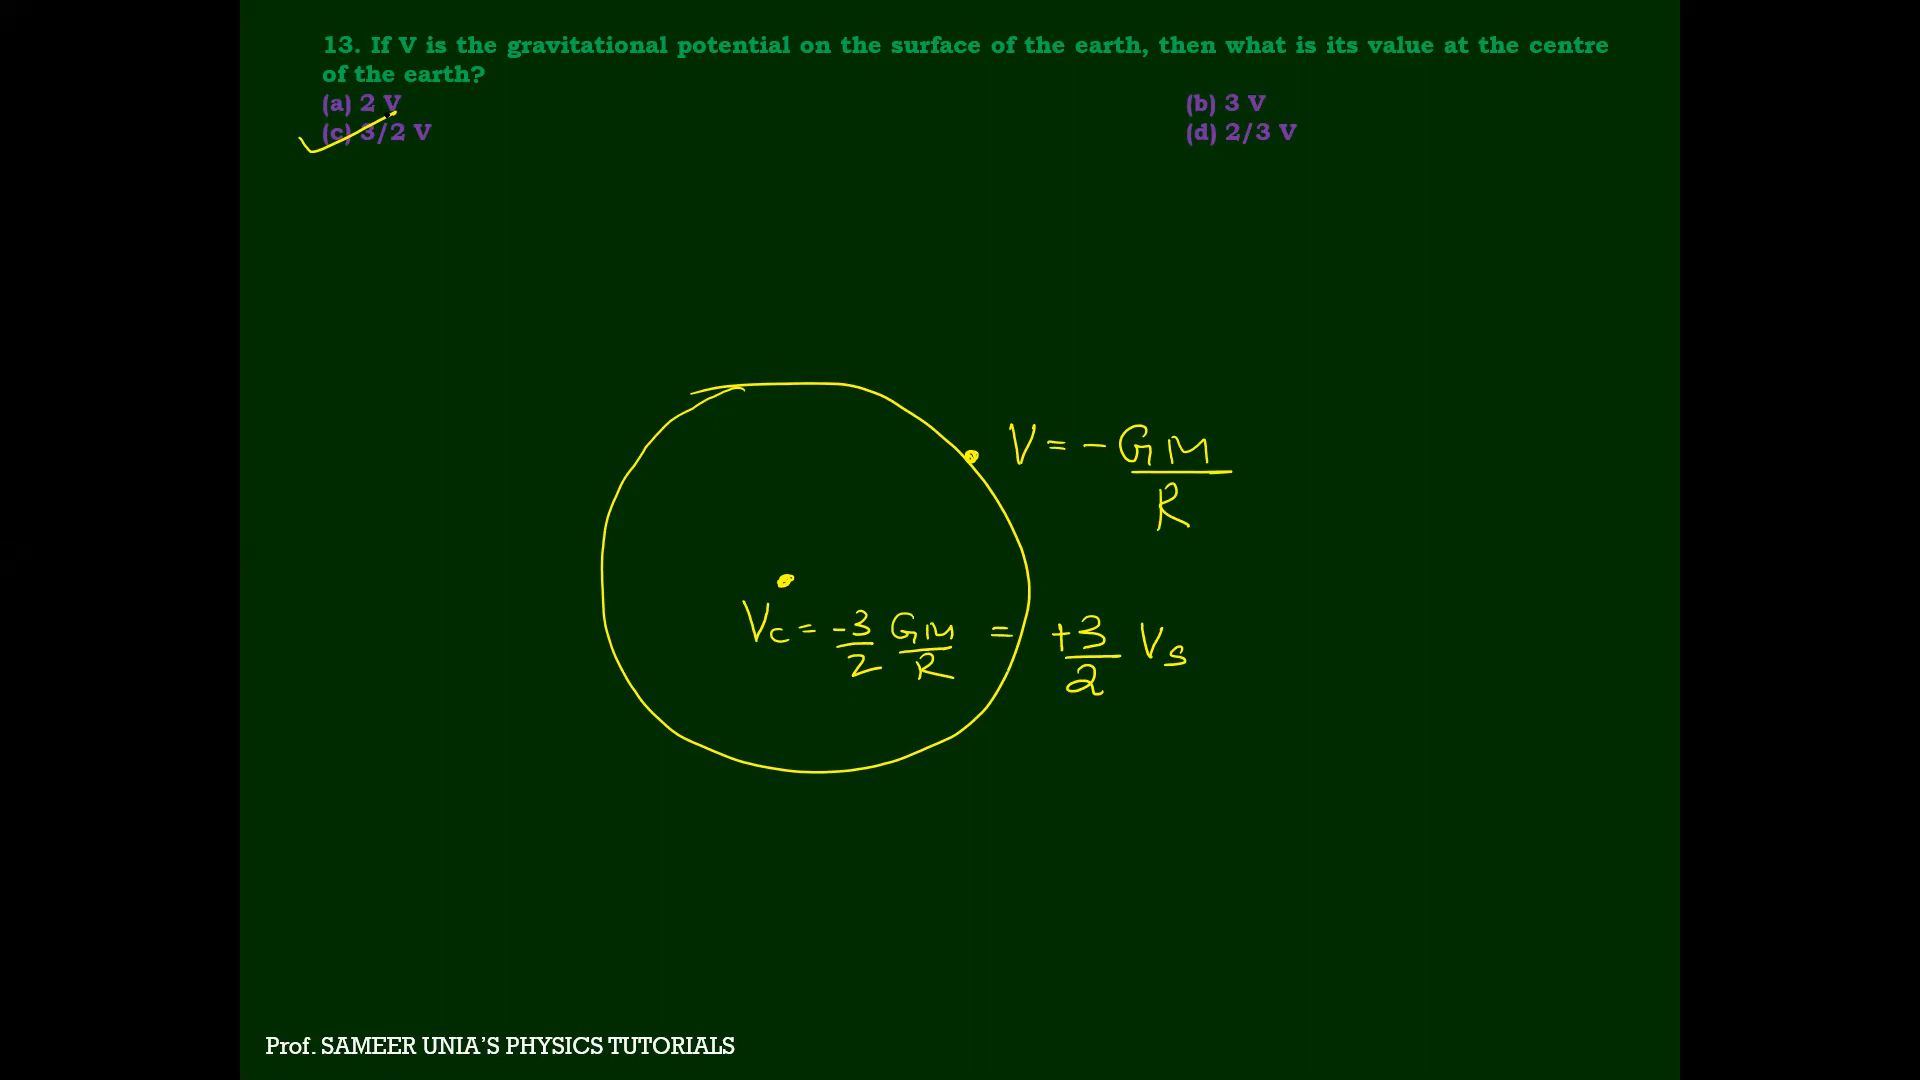 13. If V is the gravitational potential on the surface of the earth, then what is its value at the centre
of the earth?
(a) 2 V (b) 3 V
(c) 3/2 V (d) 2/3 V
V = - GM/R
Vc = -3/2 GM/R = +3/2 Vs
Prof. SAMEER UNIA'S PHYSICS TUTORIALS